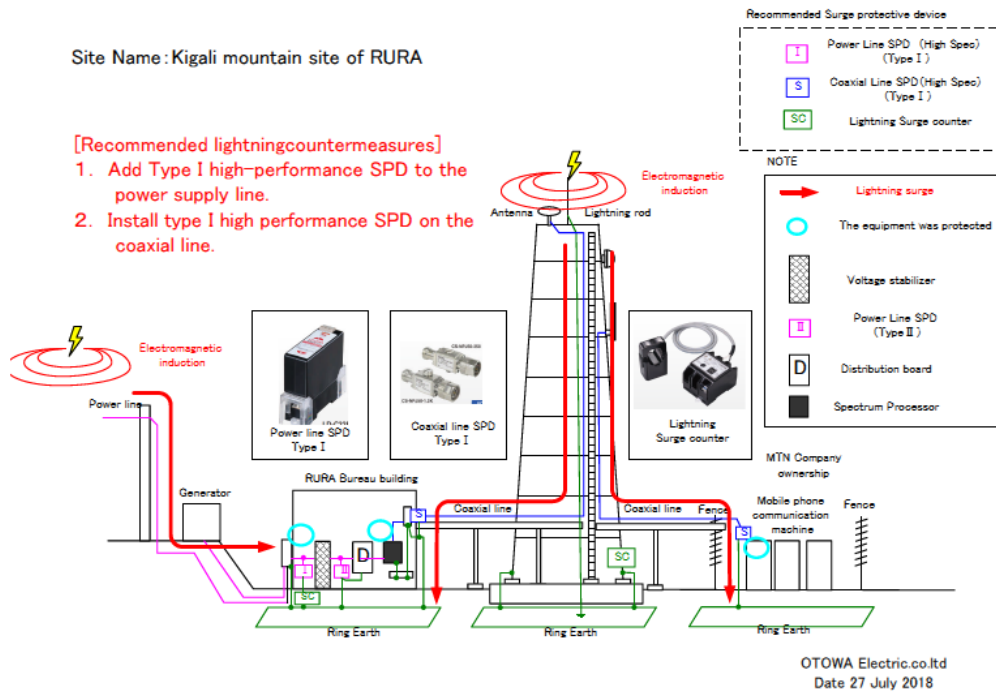 Recommended Surge protective device
I
Power Line SPD (High Spec)
(Type I)
S
Coaxial Line SPD(High Spec)
(Type I)
SC
Lightning Surge counter
Site Name:Kigali mountain site of RURA
[Recommended lightningcountermeasures]
1. Add Type I high-performance SPD to the
power supply line.
2. Install type I high performance SPD on the
coaxial line.
NOTE
Lightning surge
The equipment was protected
Voltage stabilizer
II
Power Line SPD
(Type II)
D
Distribution board
Spectrum Processor
Electromagnetic
induction
Antenna
Lightning rod
Electromagnetic
induction
Power line
Power line SPD
Type I
Coaxial line SPD
Type I
Lightning
Surge counter
MTN Company
ownership
RURA Bureau building
Generator
Coaxial line
Coaxial line
Fence
Mobile phone
communication
machine
Fence
S
S
I
II
D
SC
SC
Ring Earth
Ring Earth
Ring Earth
OTOWA Electric.co.ltd
Date 27 July 2018